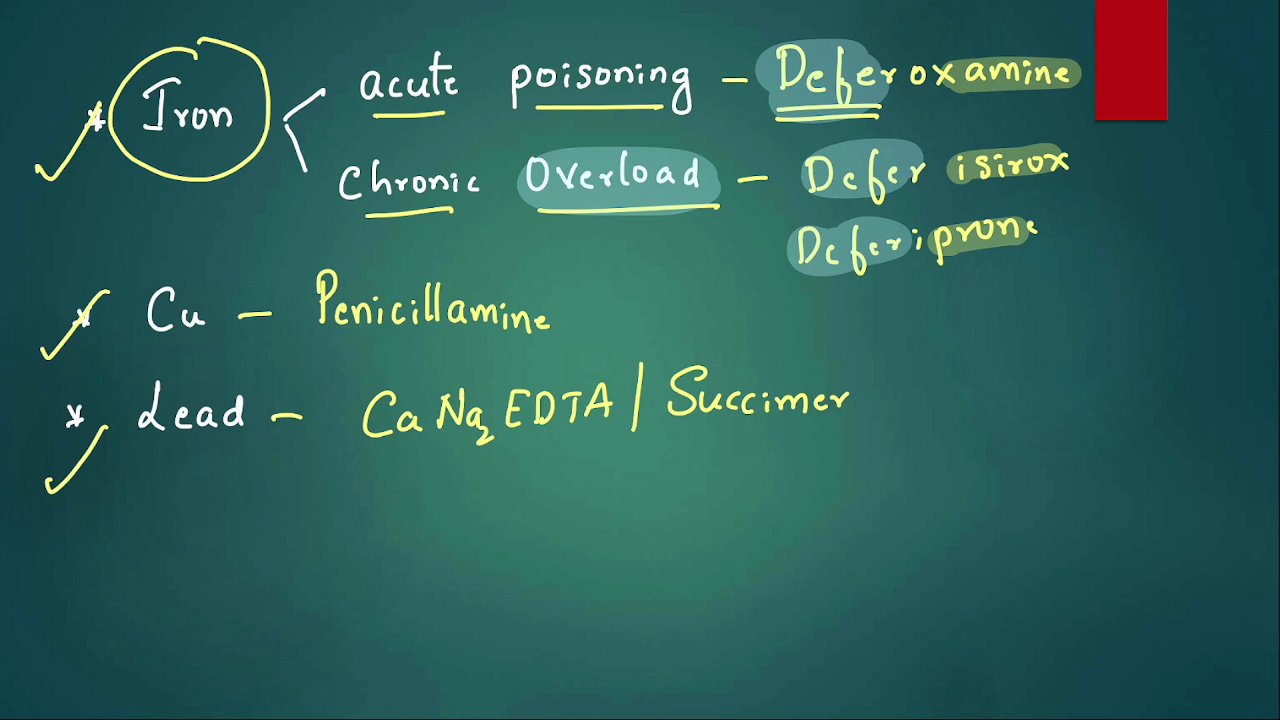 * Iron < acute poisoning - Deferoxamine
chronic Overload - Deferisirox
Deferiprone
* Cu - Penicillamine
* Lead - CaNa₂EDTA / Succimer